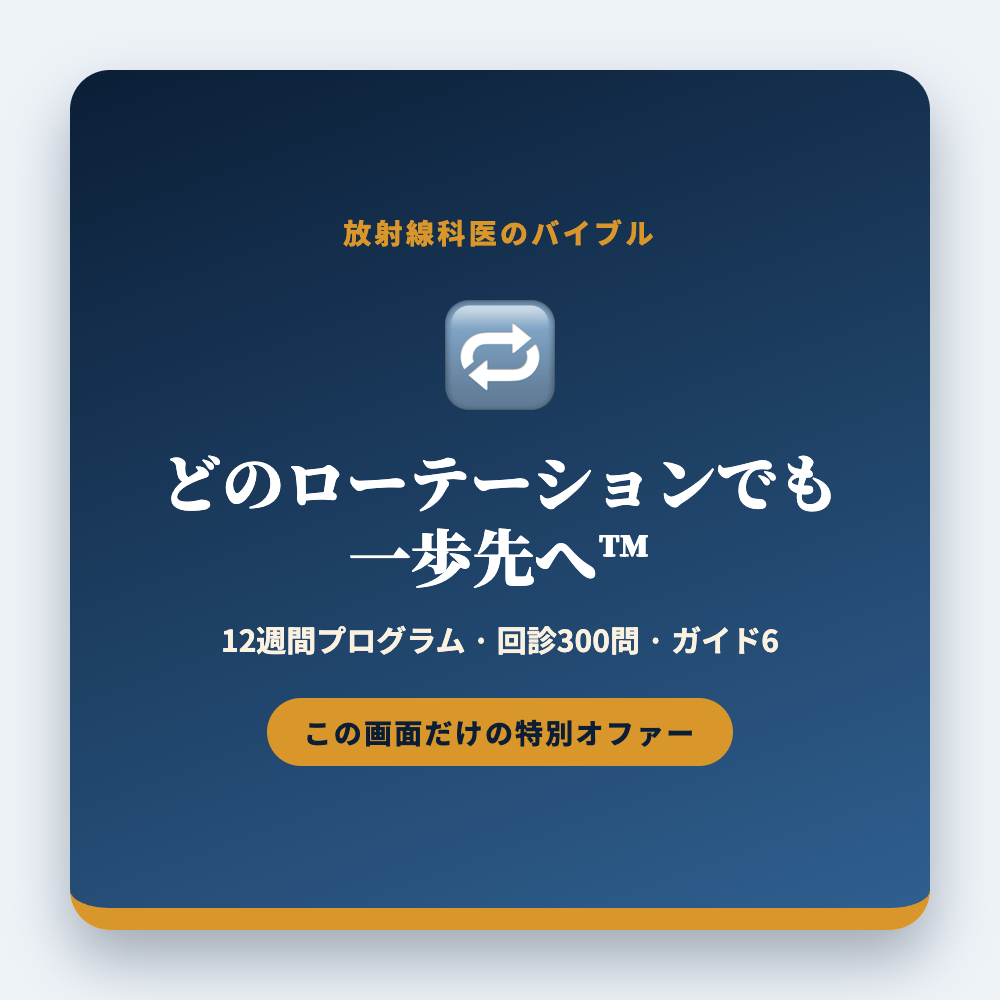 放射線科医のバイブル
どのローテーションでも
一歩先へ™
12週間プログラム · 回診300問 · ガイド6
この画面だけの特別オファー